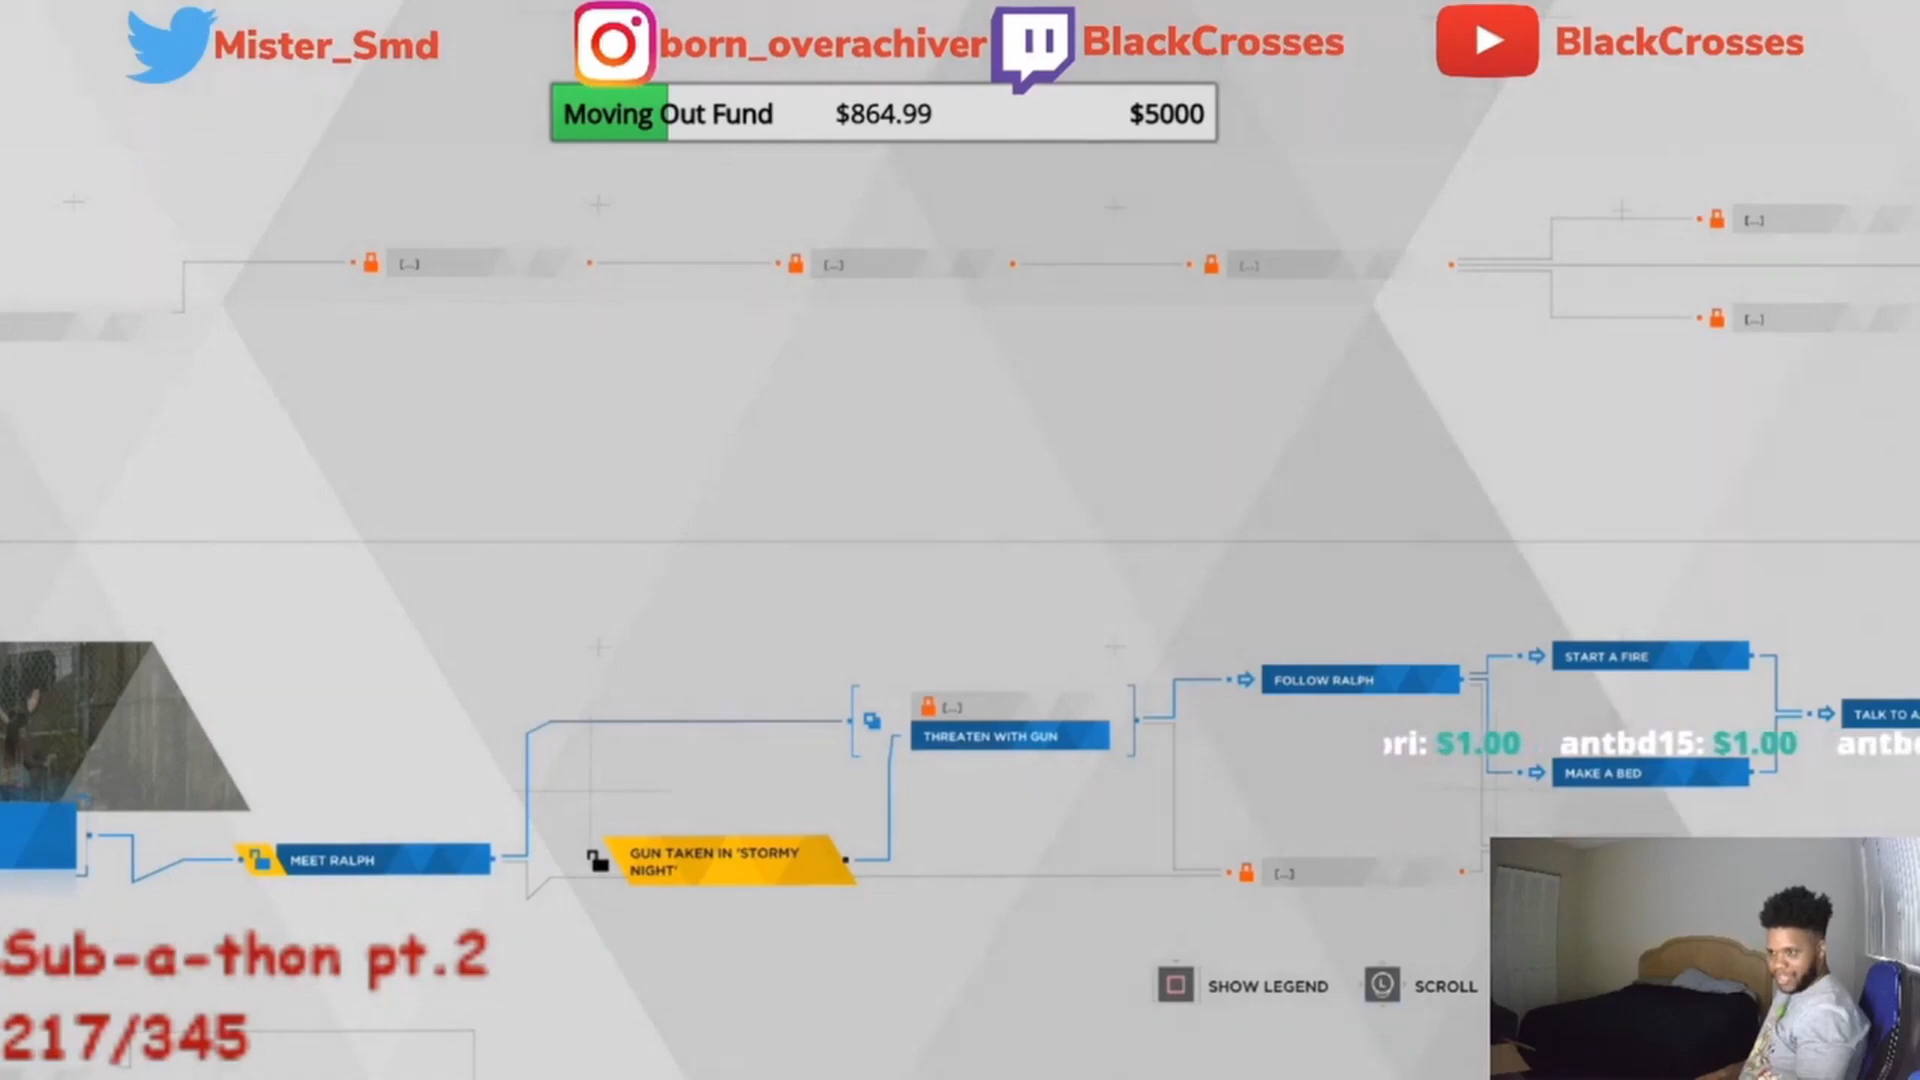 Mister_Smd
born_overachiver
BlackCrosses
BlackCrosses
Moving Out Fund $864.99 $5000
[...]
[...]
[...]
[...]
[...]
START A FIRE
FOLLOW RALPH
[...]
THREATEN WITH GUN
TALK TO A
ori: $1.00 antbd15: $1.00 antb
MAKE A BED
MEET RALPH
GUN TAKEN IN 'STORMY
NIGHT'
[...]
Sub-a-thon pt.2
217/345
SHOW LEGEND
L SCROLL